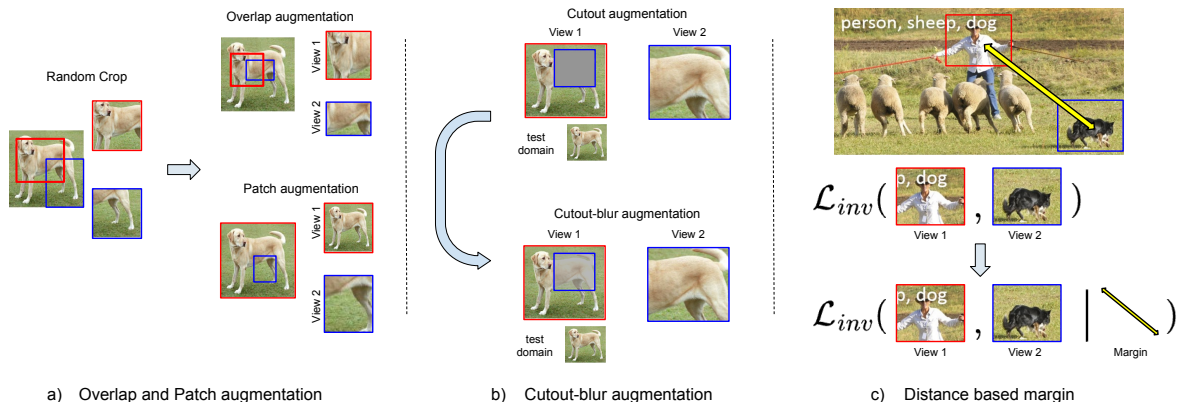 Random Crop
Overlap augmentation
View 1
View 2
Patch augmentation
View 1
View 2
a) Overlap and Patch augmentation
Cutout augmentation
View 1
View 2
test
domain
Cutout-blur augmentation
View 1
View 2
test
domain
b) Cutout-blur augmentation
person, sheep, dog
ℒinv( p, dog , )
View 1
View 2
ℒinv( p, dog , | )
View 1
View 2
Margin
c) Distance based margin